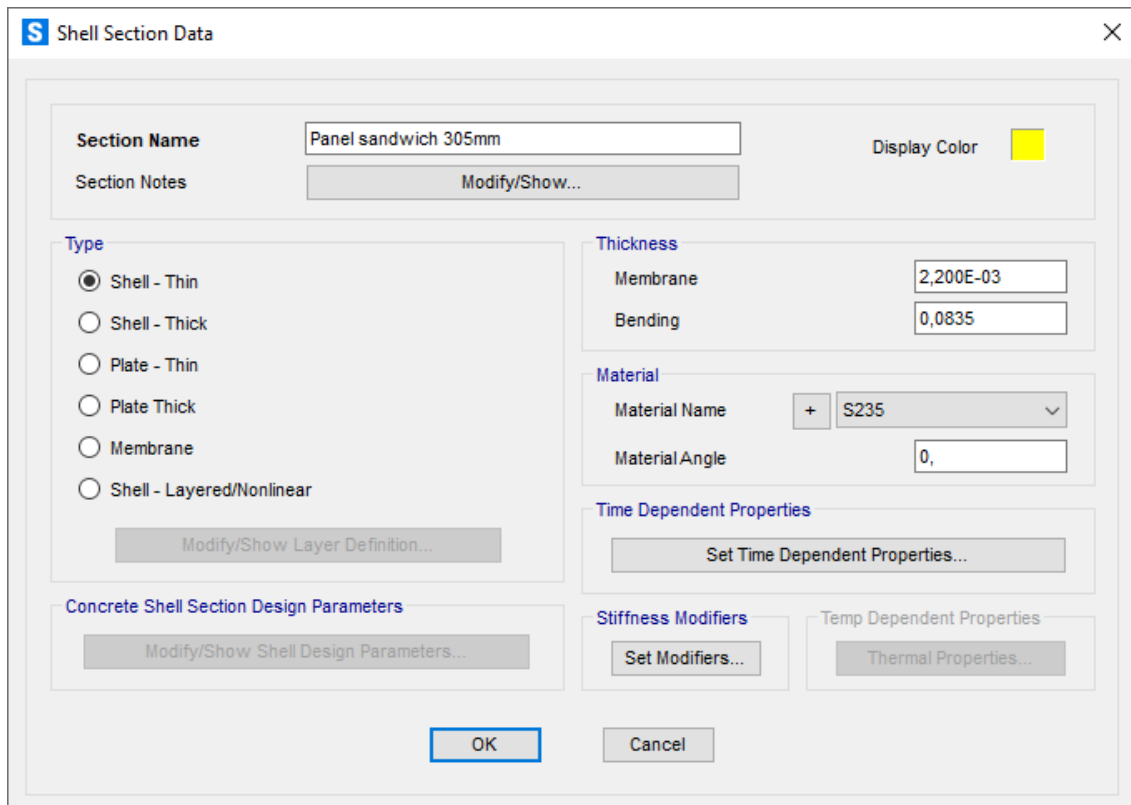 S Shell Section Data
Section Name Panel sandwich 305mm Display Color
Section Notes Modify/Show...
Type
Shell - Thin
Shell - Thick
Plate - Thin
Plate Thick
Membrane
Shell - Layered/Nonlinear
Modify/Show Layer Definition...
Concrete Shell Section Design Parameters
Modify/Show Shell Design Parameters...
Thickness
Membrane 2,200E-03
Bending 0,0835
Material
Material Name + S235
Material Angle 0,
Time Dependent Properties
Set Time Dependent Properties...
Stiffness Modifiers
Set Modifiers...
Temp Dependent Properties
Thermal Properties...
OK Cancel